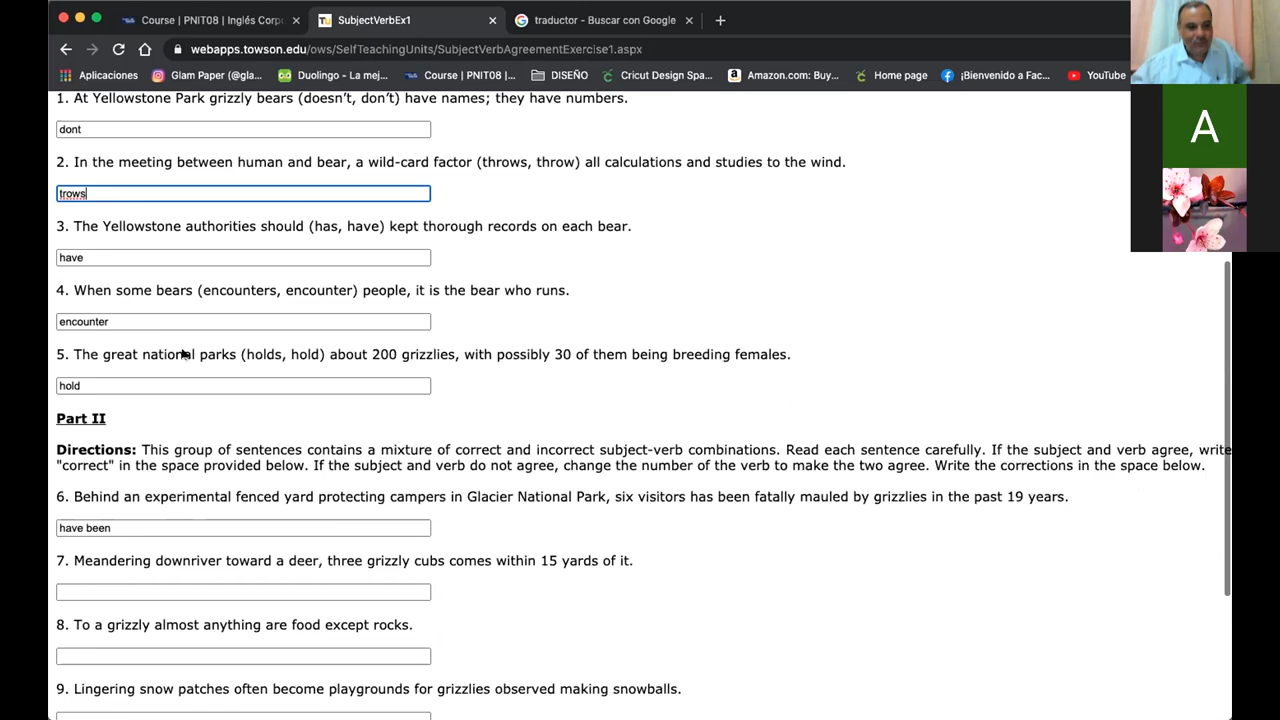 Course | PNIT08 | Inglés Corpo
SubjectVerbEx1
traductor - Buscar con Google
webapps.towson.edu/ows/SelfTeachingUnits/SubjectVerbAgreementExercise1.aspx
Aplicaciones
Glam Paper (@gla...
Duolingo - La mej...
Course | PNIT08 |...
DISEÑO
Cricut Design Spa...
Amazon.com: Buy...
Home page
¡Bienvenido a Fac...
YouTube
A
1. At Yellowstone Park grizzly bears (doesn't, don't) have names; they have numbers.
dont
2. In the meeting between human and bear, a wild-card factor (throws, throw) all calculations and studies to the wind.
trows
3. The Yellowstone authorities should (has, have) kept thorough records on each bear.
have
4. When some bears (encounters, encounter) people, it is the bear who runs.
encounter
5. The great national parks (holds, hold) about 200 grizzlies, with possibly 30 of them being breeding females.
hold
Part II
Directions: This group of sentences contains a mixture of correct and incorrect subject-verb combinations. Read each sentence carefully. If the subject and verb agree, write
"correct" in the space provided below. If the subject and verb do not agree, change the number of the verb to make the two agree. Write the corrections in the space below.
6. Behind an experimental fenced yard protecting campers in Glacier National Park, six visitors has been fatally mauled by grizzlies in the past 19 years.
have been
7. Meandering downriver toward a deer, three grizzly cubs comes within 15 yards of it.
8. To a grizzly almost anything are food except rocks.
9. Lingering snow patches often become playgrounds for grizzlies observed making snowballs.